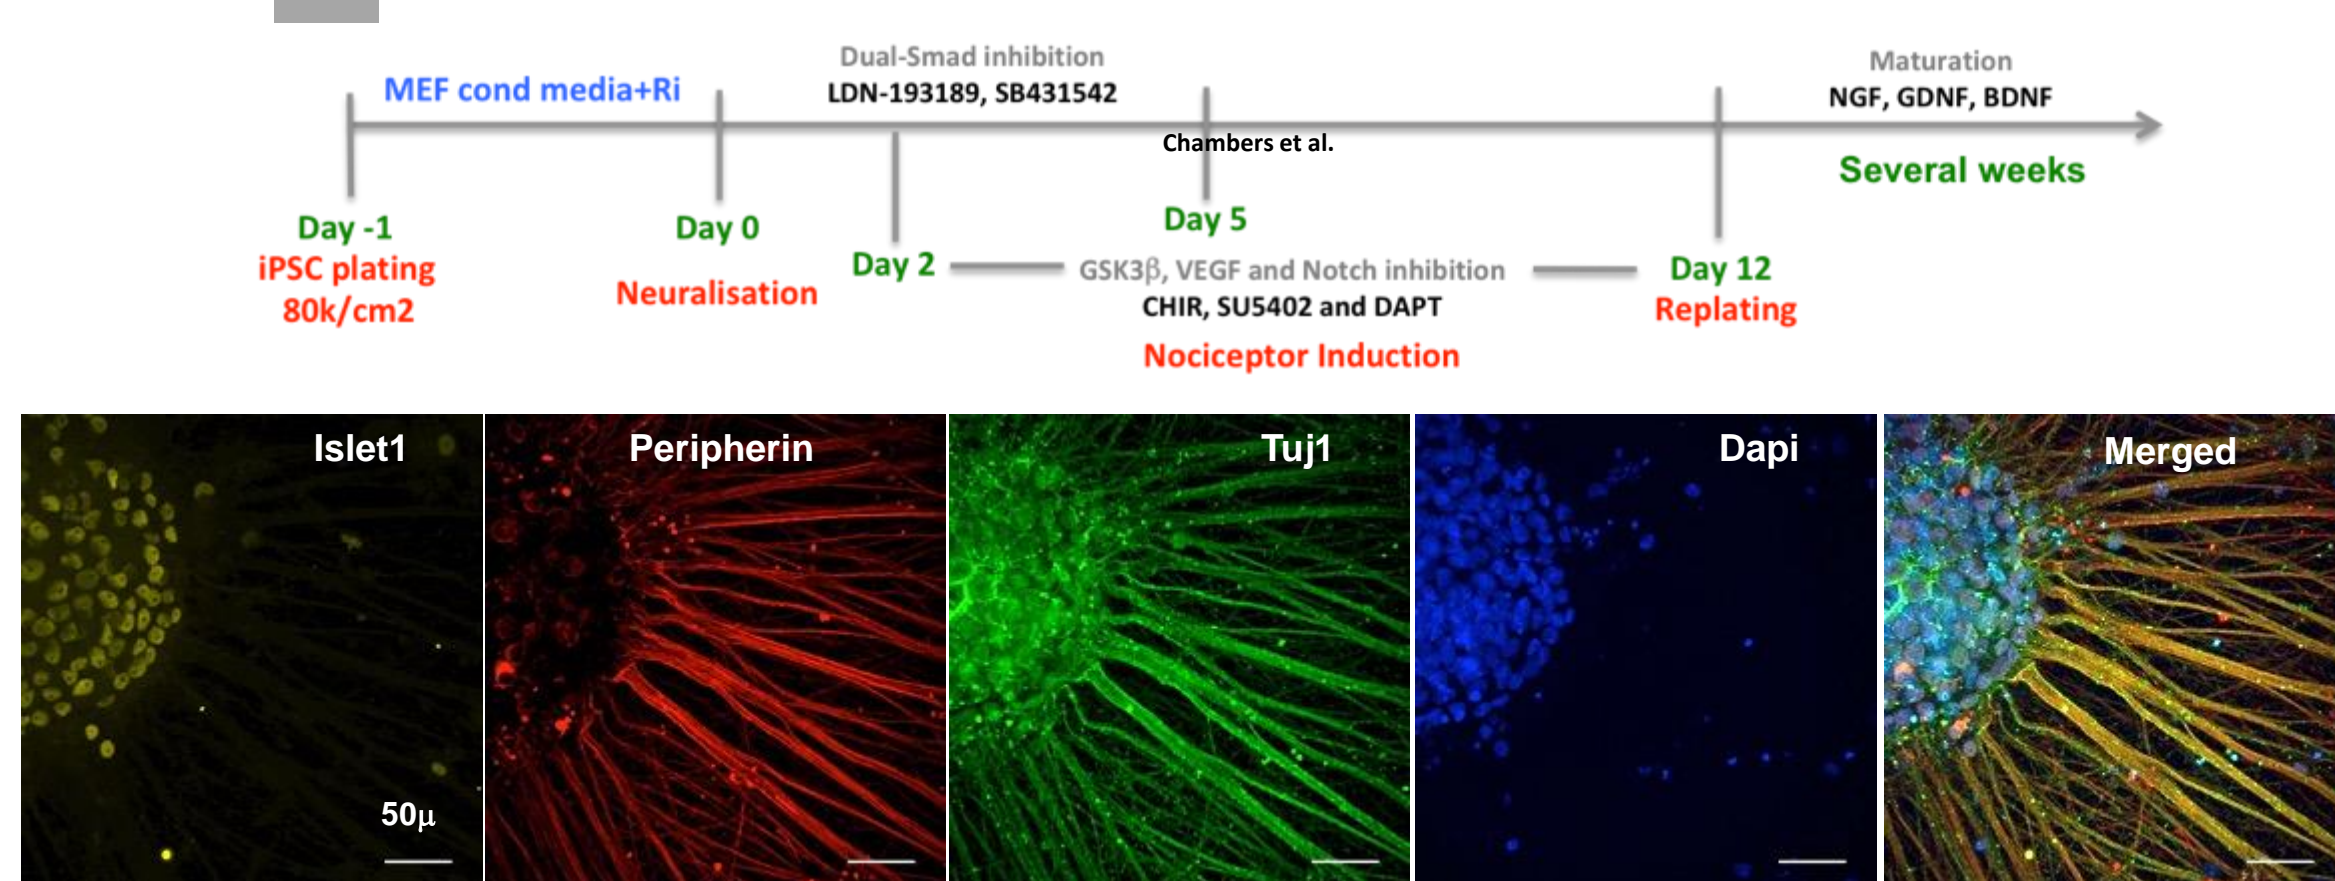 Dual-Smad inhibition
LDN-193189, SB431542
MEF cond media+Ri
Maturation
NGF, GDNF, BDNF
Chambers et al.
Several weeks
Day -1
iPSC plating
80k/cm2
Day 0
Neuralisation
Day 2
Day 5
GSK3β, VEGF and Notch inhibition
CHIR, SU5402 and DAPT
Nociceptor Induction
Day 12
Replating
Islet1
Peripherin
Tuj1
Dapi
Merged
50µ